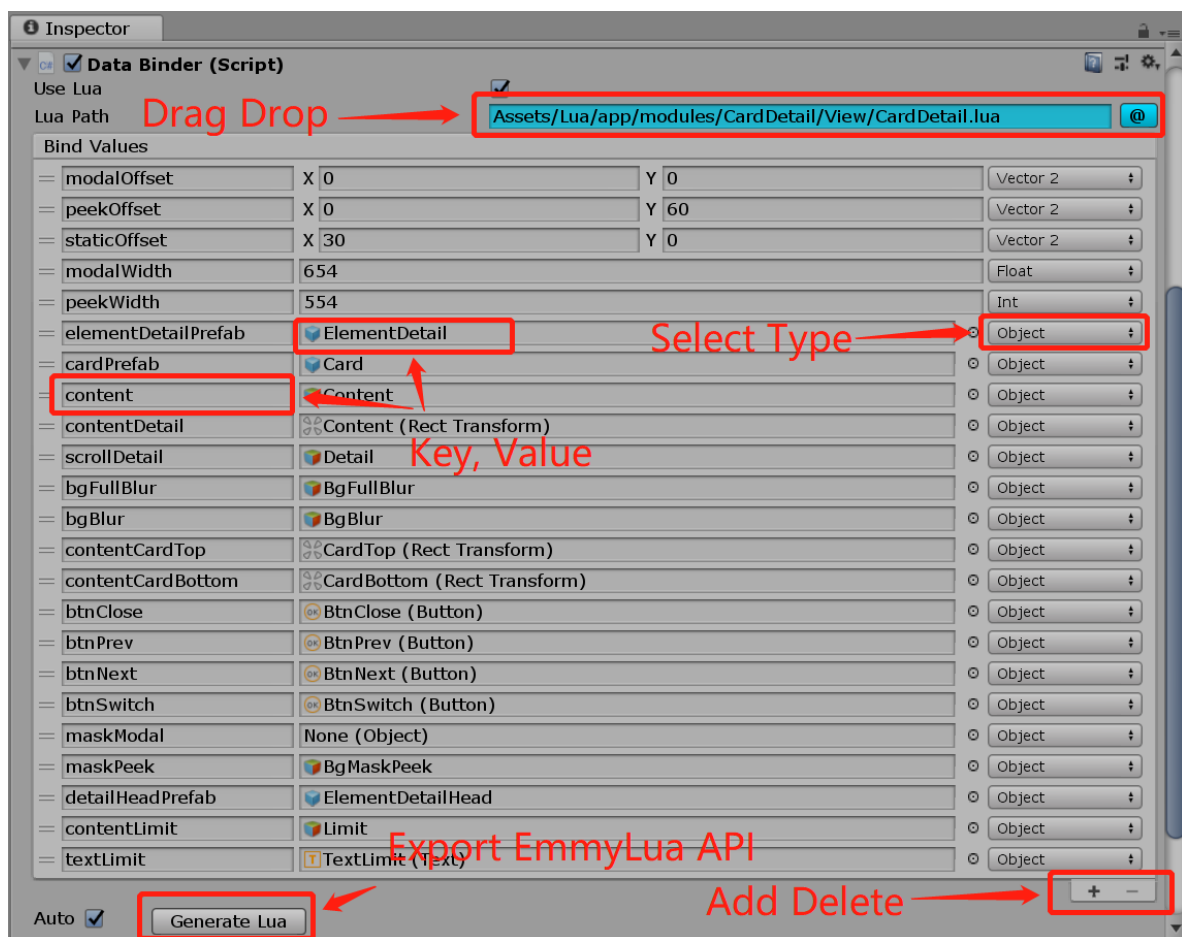 Inspector
Data Binder (Script)
Use Lua
Lua Path Drag Drop Assets/Lua/app/modules/CardDetail/View/CardDetail.lua @
Bind Values
modalOffset X 0 Y 0 Vector 2
peekOffset X 0 Y 60 Vector 2
staticOffset X 30 Y 0 Vector 2
modalWidth 654 Float
peekWidth 554 Int
elementDetailPrefab ElementDetail Select Type Object
cardPrefab Card Object
content Content Object
contentDetail Content (Rect Transform) Object
scrollDetail Detail Key, Value Object
bgFullBlur BgFullBlur Object
bgBlur BgBlur Object
contentCardTop CardTop (Rect Transform) Object
contentCardBottom CardBottom (Rect Transform) Object
btnClose BtnClose (Button) Object
btnPrev BtnPrev (Button) Object
btnNext BtnNext (Button) Object
btnSwitch BtnSwitch (Button) Object
maskModal None (Object) Object
maskPeek BgMaskPeek Object
detailHeadPrefab ElementDetailHead Object
contentLimit Limit Object
Export EmmyLua API
textLimit TextLimit (Text) Object
Add Delete + −
Auto Generate Lua